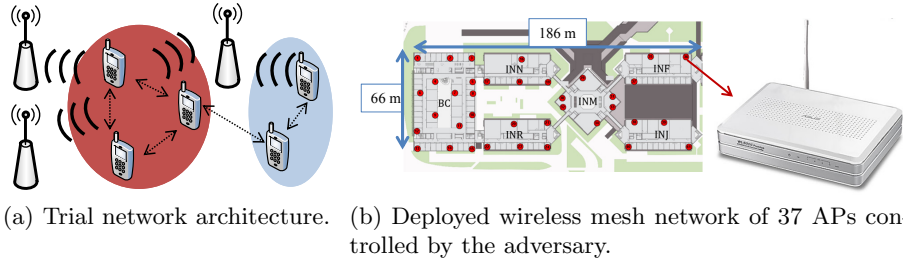 186 m
66 m
BC
INN
INM
INF
INR
INJ
(a) Trial network architecture.
(b) Deployed wireless mesh network of 37 APs con-
trolled by the adversary.